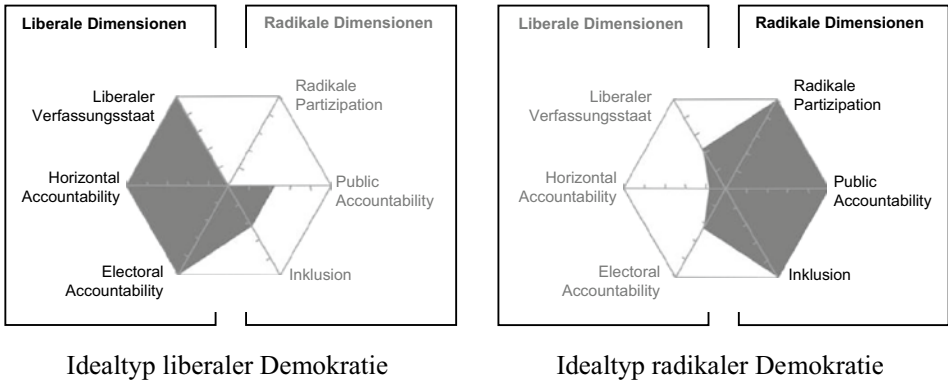 Liberale Dimensionen
Radikale Dimensionen
Liberaler
Verfassungsstaat
Radikale
Partizipation
Horizontal
Accountability
Public
Accountability
Electoral
Accountability
Inklusion
Idealtyp liberaler Demokratie
Liberale Dimensionen
Radikale Dimensionen
Liberaler
Verfassungsstaat
Radikale
Partizipation
Horizontal
Accountability
Public
Accountability
Electoral
Accountability
Inklusion
Idealtyp radikaler Demokratie